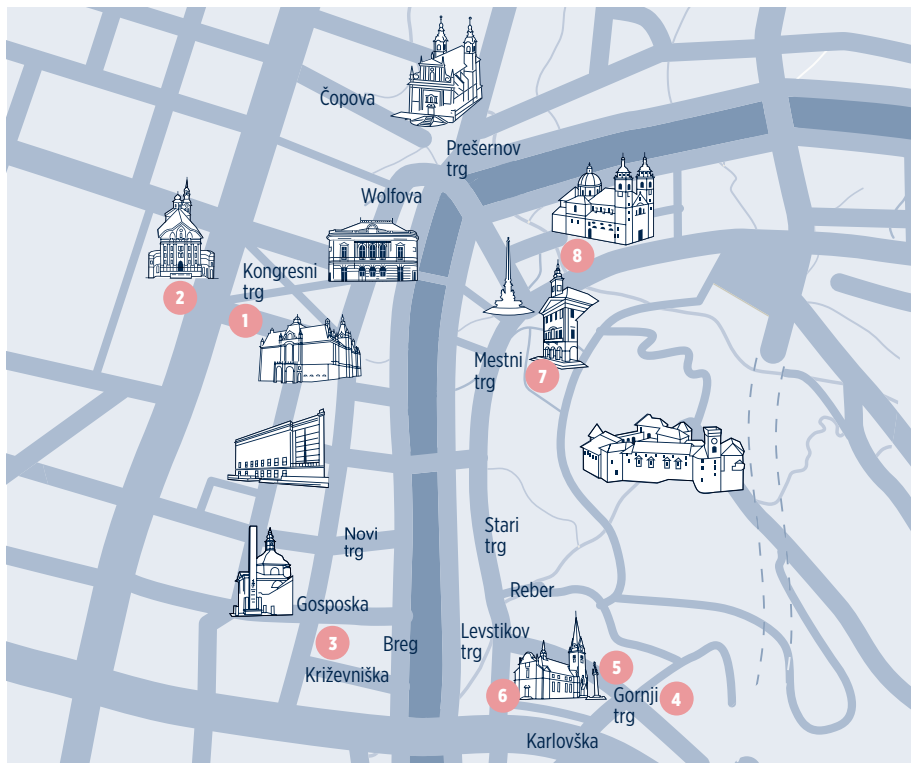 Čopova
Prešernov
trg
Wolfova
8
Kongresni
trg
2
1
Mestni
trg
7
Stari
trg
Novi
trg
Reber
Gosposka
3
Breg
Levstikov
trg
Križevniška
5
6
Gornji
trg
4
Karlovška